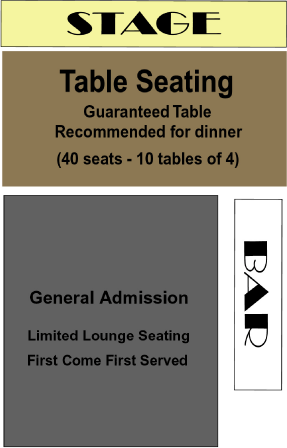 STAGE
Table Seating
Guaranteed Table
Recommended for dinner
(40 seats - 10 tables of 4)
General Admission
Limited Lounge Seating
First Come First Served
BAR